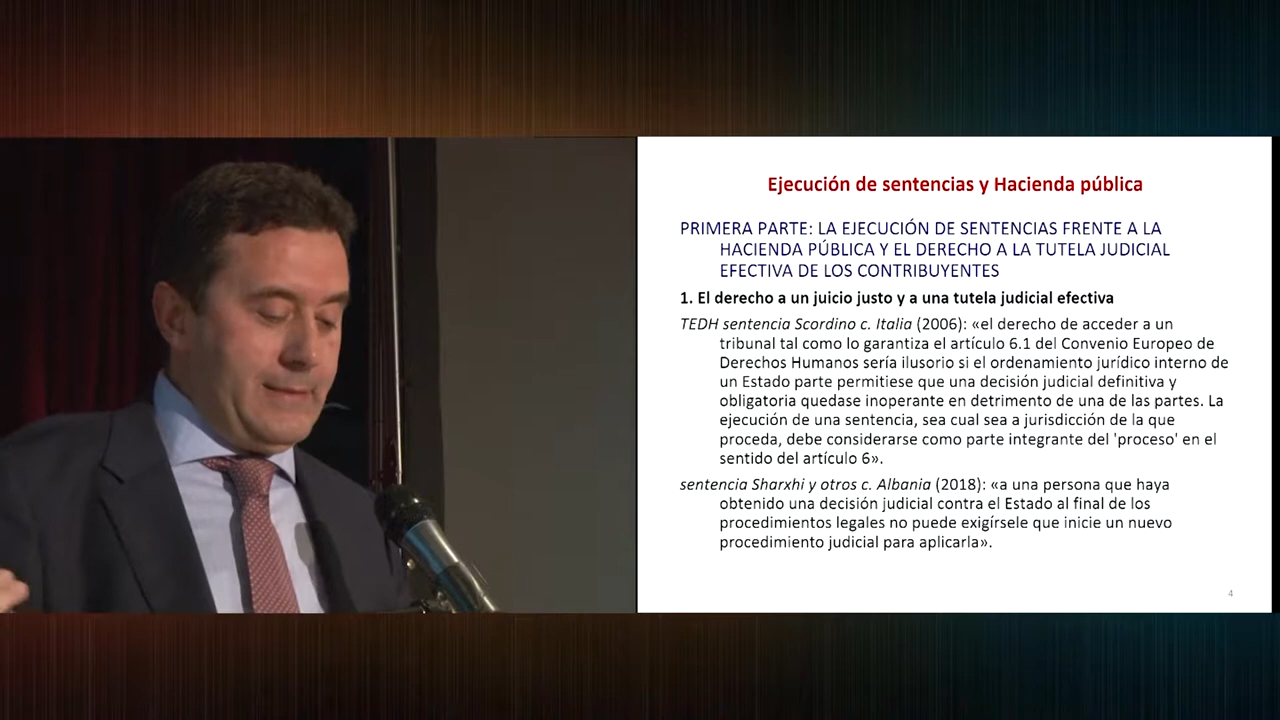 Ejecución de sentencias y Hacienda pública
PRIMERA PARTE: LA EJECUCIÓN DE SENTENCIAS FRENTE A LA
HACIENDA PÚBLICA Y EL DERECHO A LA TUTELA JUDICIAL
EFECTIVA DE LOS CONTRIBUYENTES
1. El derecho a un juicio justo y a una tutela judicial efectiva
TEDH sentencia Scordino c. Italia (2006): «el derecho de acceder a un
tribunal tal como lo garantiza el artículo 6.1 del Convenio Europeo de
Derechos Humanos sería ilusorio si el ordenamiento jurídico interno de
un Estado parte permitiese que una decisión judicial definitiva y
obligatoria quedase inoperante en detrimento de una de las partes. La
ejecución de una sentencia, sea cual sea a jurisdicción de la que
proceda, debe considerarse como parte integrante del 'proceso' en el
sentido del artículo 6».
sentencia Sharxhi y otros c. Albania (2018): «a una persona que haya
obtenido una decisión judicial contra el Estado al final de los
procedimientos legales no puede exigírsele que inicie un nuevo
procedimiento judicial para aplicarla».
4